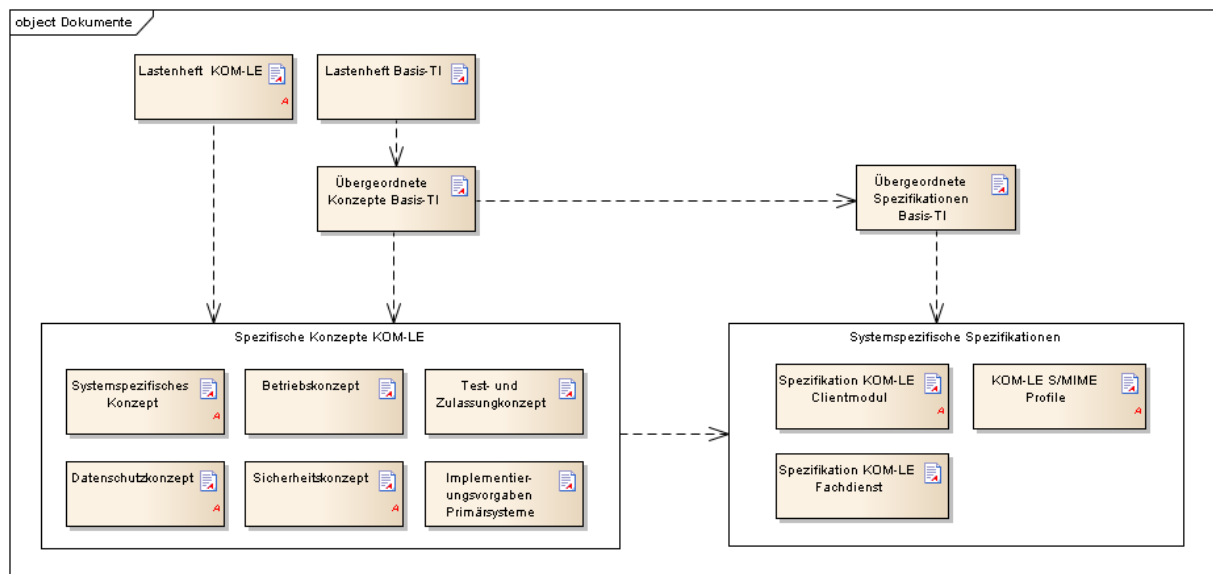 object Dokumente
Lastenheft KOM-LE
A
Lastenheft Basis-TI
Übergeordnete
Konzepte Basis-TI
Übergeordnete
Spezifikationen
Basis-TI
Spezifische Konzepte KOM-LE
Systemspezifisches
Konzept
A
Betriebskonzept
Test- und
Zulassungkonzept
Datenschutzkonzept
A
Sicherheitskonzept
A
Implementier-
ungsvorgaben
Primärsysteme
Systemspezifische Spezifikationen
Spezifikation KOM-LE
Clientmodul
A
KOM-LE S/MIME
Profile
A
Spezifikation KOM-LE
Fachdienst